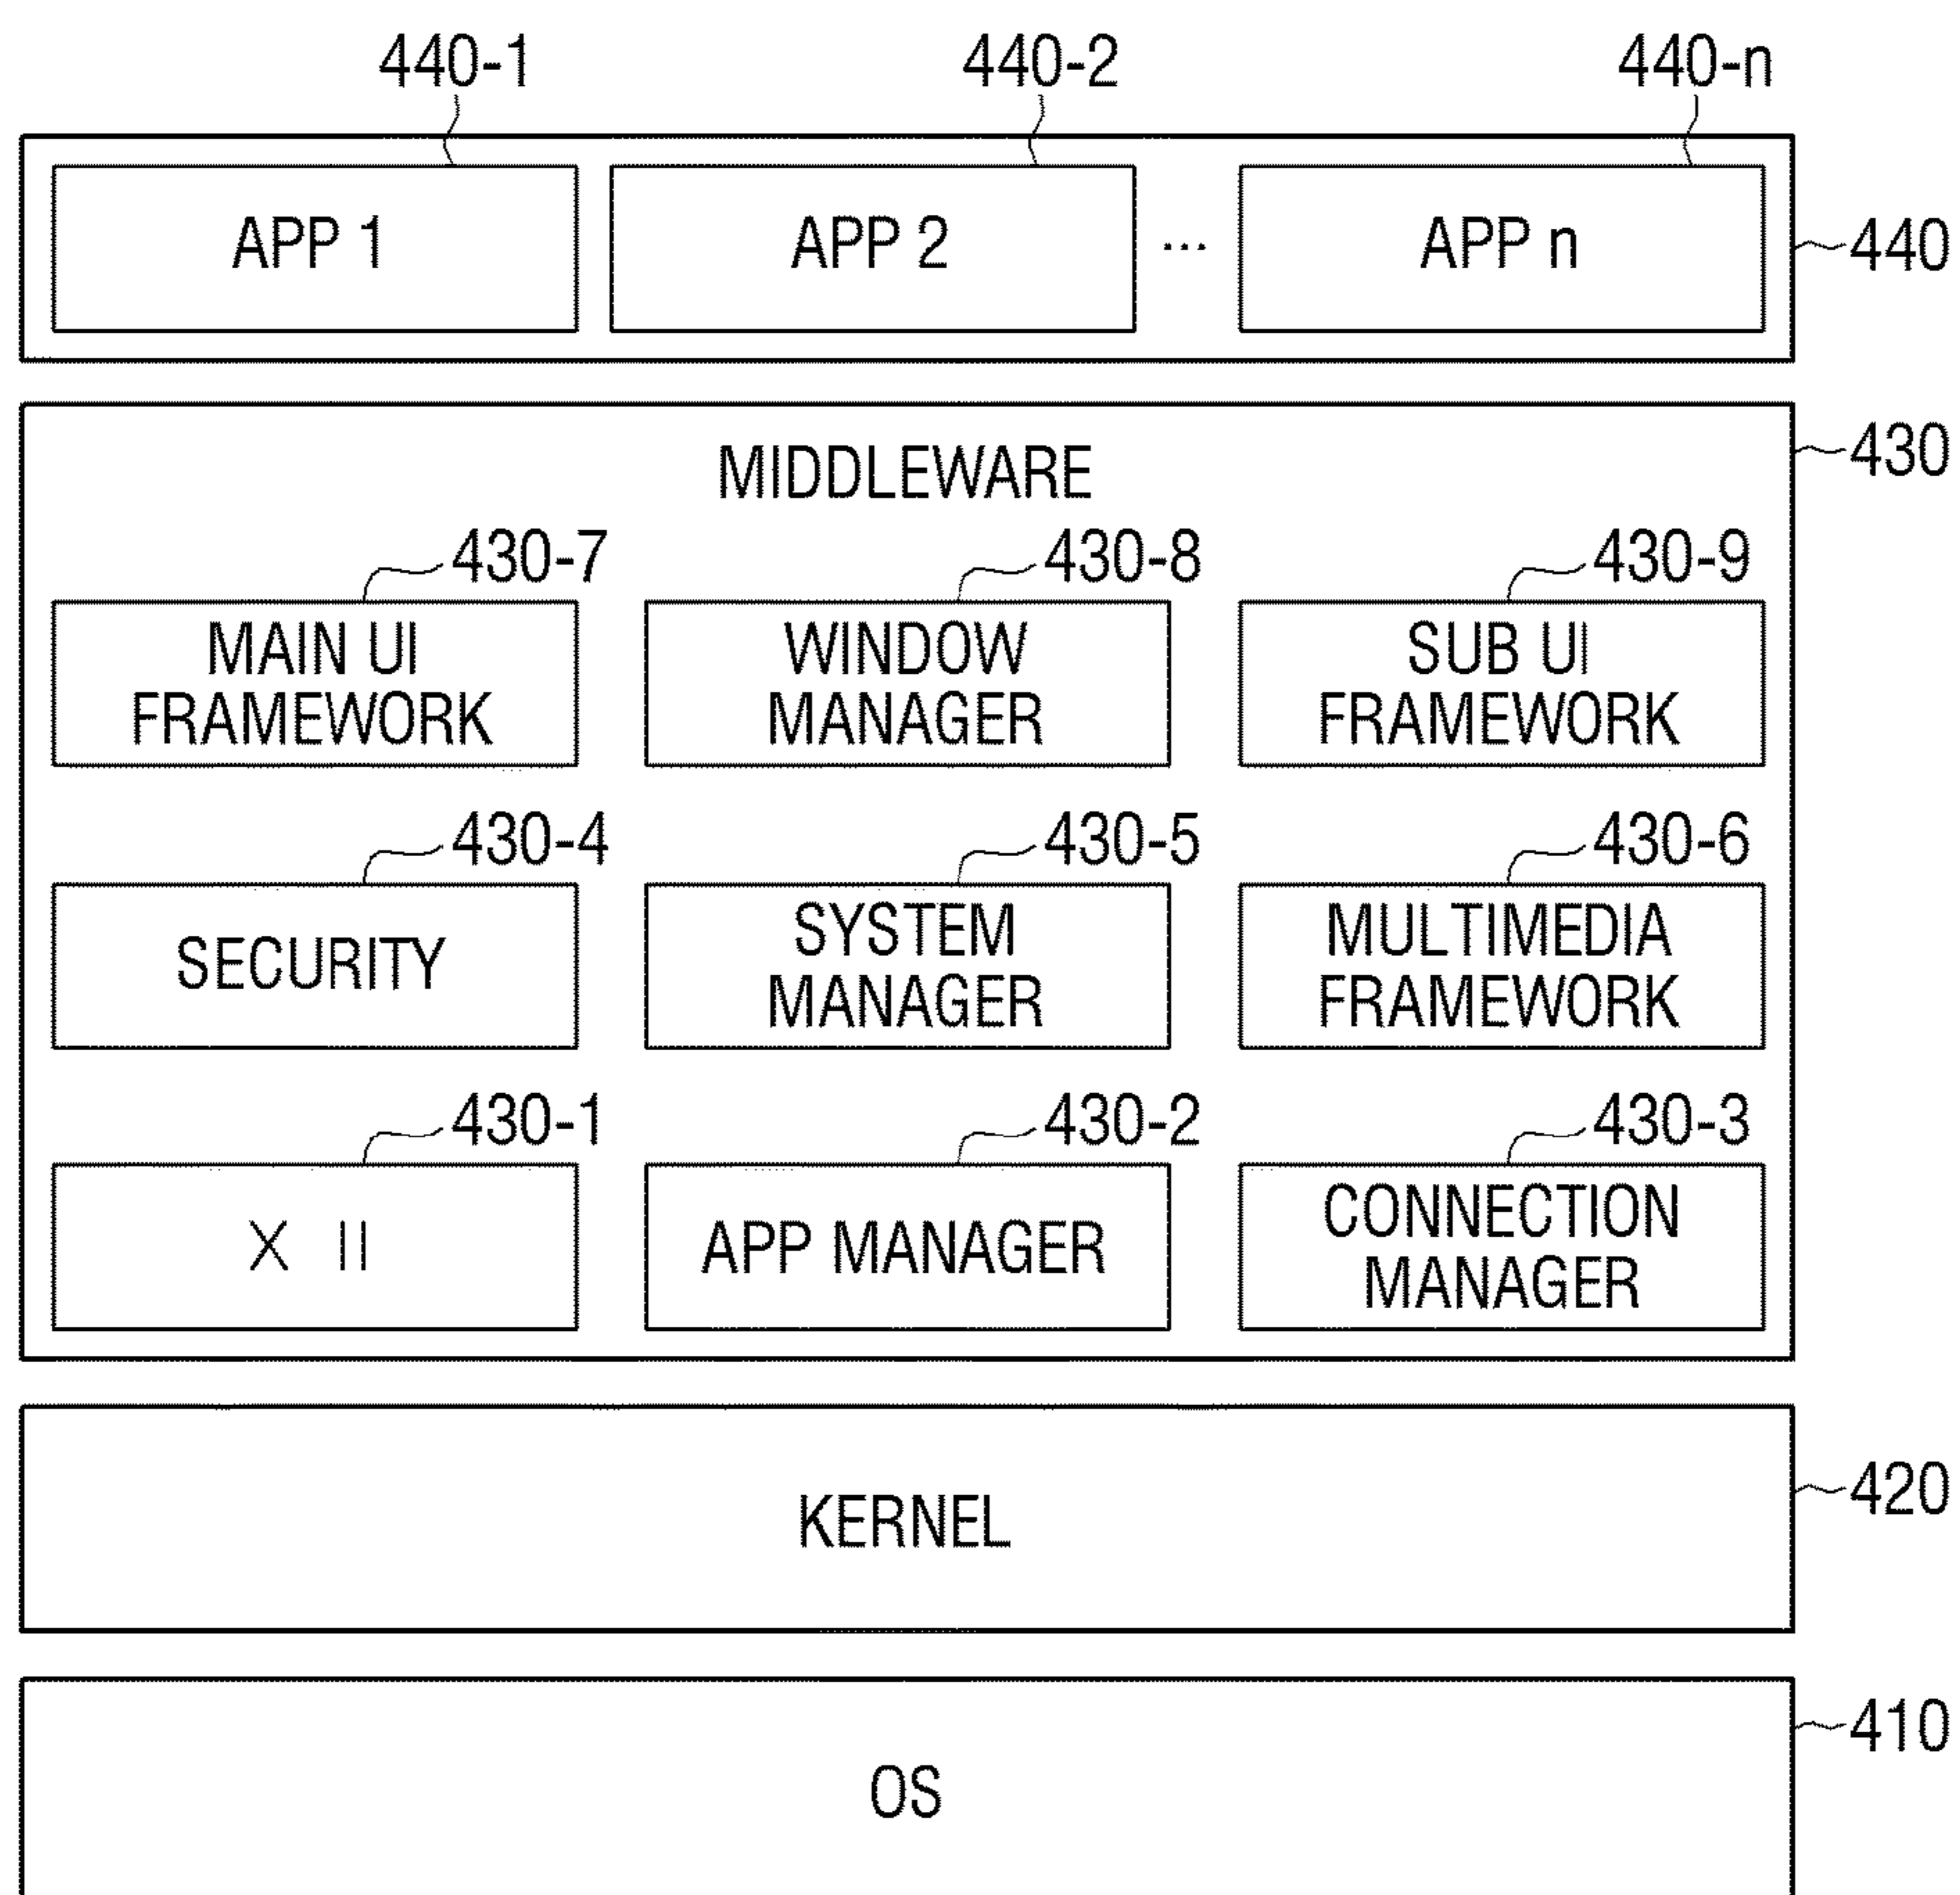 440-1 440-2 440-n
APP 1 APP 2 ... APP n 440
430
MIDDLEWARE
430-7 430-8 430-9
MAIN UI FRAMEWORK
WINDOW MANAGER
SUB UI FRAMEWORK
430-4 430-5 430-6
SECURITY
SYSTEM MANAGER
MULTIMEDIA FRAMEWORK
430-1 430-2 430-3
X II
APP MANAGER
CONNECTION MANAGER
KERNEL 420
410
OS